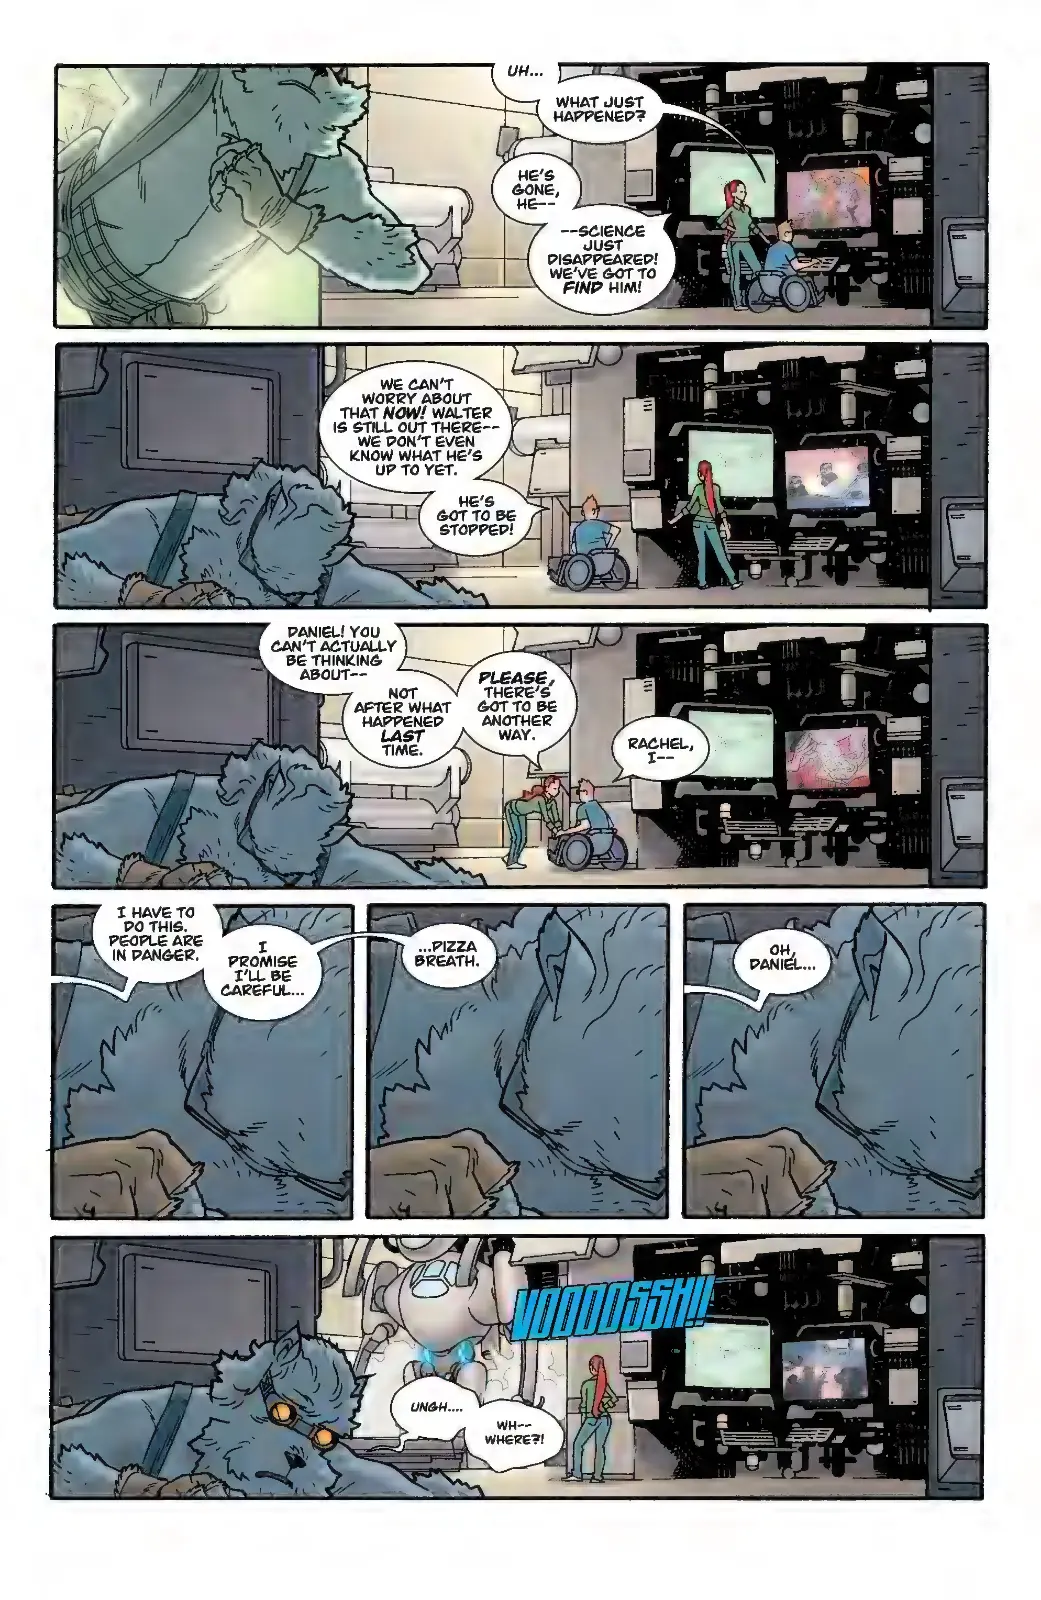 UH...
WHAT JUST
HAPPENED?
HE'S
GONE,
HE--
--SCIENCE
JUST
DISAPPEARED!
WE'VE GOT TO
FIND HIM!
WE CAN'T
WORRY ABOUT
THAT NOW! WALTER
IS STILL OUT THERE--
WE DON'T EVEN
KNOW WHAT HE'S
UP TO YET.
HE'S
GOT TO BE
STOPPED!
DANIEL! YOU
CAN'T ACTUALLY
BE THINKING
ABOUT--
NOT
AFTER WHAT
HAPPENED
LAST
TIME.
PLEASE,
THERE'S
GOT TO BE
ANOTHER
WAY.
RACHEL,
I--
I HAVE TO
DO THIS.
PEOPLE ARE
IN DANGER.
I
PROMISE
I'LL BE
CAREFUL...
...PIZZA
BREATH.
OH,
DANIEL...
VOOOOSSH!!
UNGH....
WH--
WHERE?!